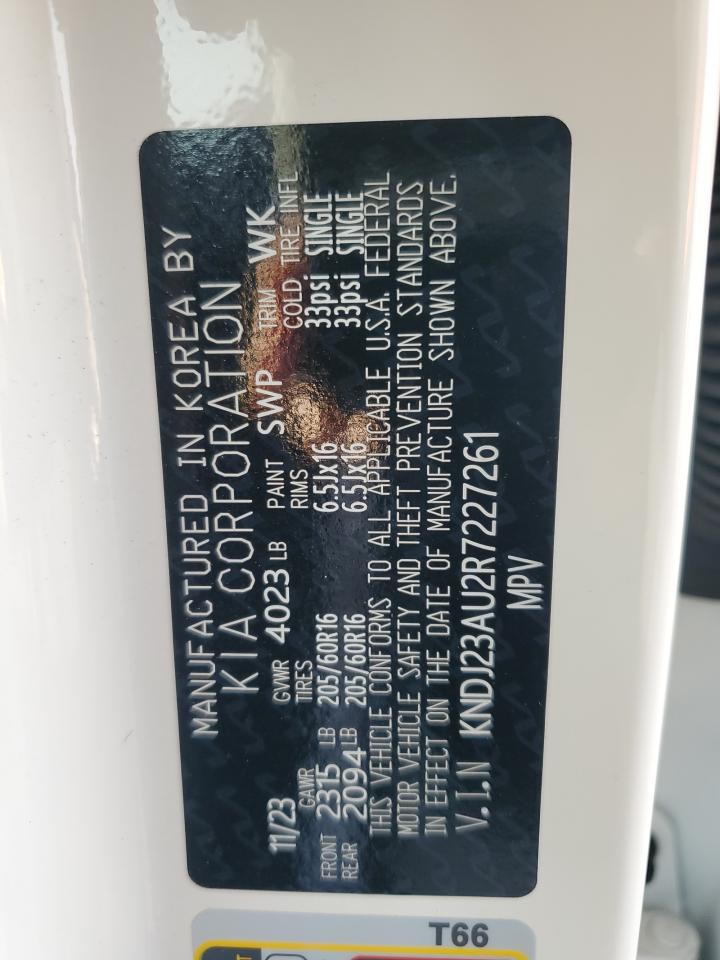 MANUFACTURED IN KOREA BY
KIA CORPORATION
11/23 GVWR 4023 LB PAINT SWP TRIM WK
GAWR TIRES RIMS COLD TIRE INFL
FRONT 2315 LB 205/60R16 6.5Jx16 33psi SINGLE
REAR 2094 LB 205/60R16 6.5Jx16 33psi SINGLE
THIS VEHICLE CONFORMS TO ALL APPLICABLE U.S.A. FEDERAL
MOTOR VEHICLE SAFETY AND THEFT PREVENTION STANDARDS
IN EFFECT ON THE DATE OF MANUFACTURE SHOWN ABOVE.
V.I.N KNDJ23AU2R7227261
MPV
T66